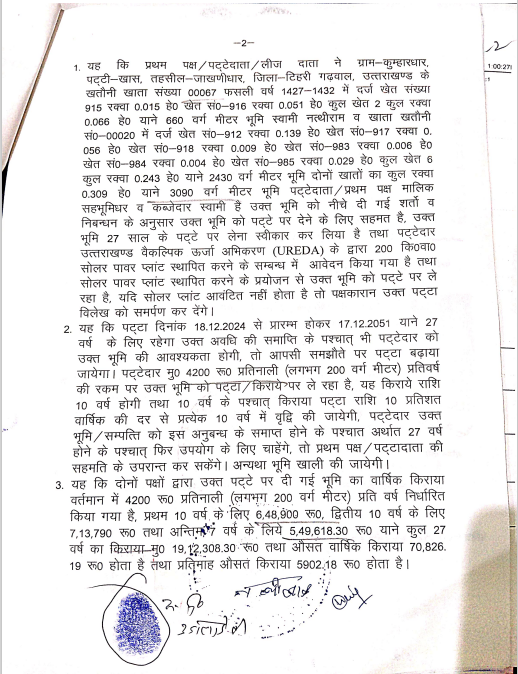 –2–
1 00:27
1. यह कि प्रथम पक्ष/पट्टेदाता/लीज दाता ने ग्राम-कुम्हारधार,
पट्टी-खास, तहसील-जाखणीधार, जिला-टिहरी गढ़वाल, उत्तराखण्ड के
खतौनी खाता संख्या 00067 फसली वर्ष 1427-1432 में दर्ज खेत संख्या
915 रक्वा 0.015 हे0 खेत सं0-916 रक्वा 0.051 हे0 कुल खेत 2 कुल रक्वा
0.066 हे0 याने 660 वर्ग मीटर भूमि स्वामी नत्थीराम व खाता खतौनी
सं0-00020 में दर्ज खेत सं0-912 रक्वा 0.139 हे0 खेत सं0-917 रक्वा 0.
056 हे0 खेत सं0-918 रक्वा 0.009 हे0 खेत सं0-983 रक्वा 0.006 हे0
खेत सं0-984 रक्वा 0.004 हे0 खेत सं0-985 रक्वा 0.029 हे0 कुल खेत 6
कुल रक्वा 0.243 हे0 याने 2430 वर्ग मीटर भूमि दोनों खातों का कुल रक्वा
0.309 हे0 याने 3090 वर्ग मीटर भूमि पट्टेदाता/प्रथम पक्ष मालिक
सहभूमिधर व कब्जेदार स्वामी है उक्त भूमि को नीचे दी गई शर्तो व
निबन्धन के अनुसार उक्त भूमि को पट्टे पर देने के लिए सहमत है, उक्त
भूमि 27 साल के पट्टे पर लेना स्वीकार कर लिया है तथा पट्टेदार
उत्तराखण्ड वैकल्पिक ऊर्जा अभिकरण (UREDA) के द्वारा 200 कि0वा0
सोलर पावर प्लांट स्थापित करने के सम्बन्ध में आवेदन किया गया है तथा
सोलर पावर प्लांट स्थापित करने के प्रयोजन से उक्त भूमि को पट्टे पर ले
रहा है, यदि सोलर प्लांट आवंटित नहीं होता है तो पक्षकारान उक्त पट्टा
विलेख को समर्पण कर देंगे।
2. यह कि पट्टा दिनांक 18.12.2024 से प्रारम्भ होकर 17.12.2051 याने 27
वर्ष के लिए रहेगा उक्त अवधि की समाप्ति के पश्चात् भी पट्टेदार को
उक्त भूमि की आवश्यकता होगी, तो आपसी समझौते पर पट्टा बढ़ाया
जायेगा। पट्टेदार मु0 4200 रू0 प्रतिनाली (लगभग 200 वर्ग मीटर) प्रतिवर्ष
की रकम पर उक्त भूमि को पट्टा/किराये पर ले रहा है, यह किराये राशि
10 वर्ष होगी तथा 10 वर्ष के पश्चात् किराया पट्टा राशि 10 प्रतिशत
वार्षिक की दर से प्रत्येक 10 वर्ष में वृद्वि की जायेगी, पट्टेदार उक्त
भूमि/सम्पत्ति को इस अनुबन्ध के समाप्त होने के पश्चात अर्थात 27 वर्ष
होने के पश्चात् फिर उपयोग के लिए चाहेंगे, तो प्रथम पक्ष/पट्टादाता की
सहमति के उपरान्त कर सकेंगे। अन्यथा भूमि खाली की जायेगी।
3. यह कि दोनों पक्षों द्वारा उक्त पट्टे पर दी गई भूमि का वार्षिक किराया
वर्तमान में 4200 रू0 प्रतिनाली (लगभग 200 वर्ग मीटर) प्रति वर्ष निर्धारित
किया गया है, प्रथम 10 वर्ष के लिए 6,48,900 रू0, द्वितीय 10 वर्ष के लिए
7,13,790 रू0 तथा अन्तिम 7 वर्ष के लिये 5,49,618.30 रू0 याने कुल 27
वर्ष का किराया मु0 19,12,308.30 रू0 तथा औसत वार्षिक किराया 70,826.
19 रू0 होता है तथा प्रतिमाह औसत किराया 5902.18 रू0 होता है।